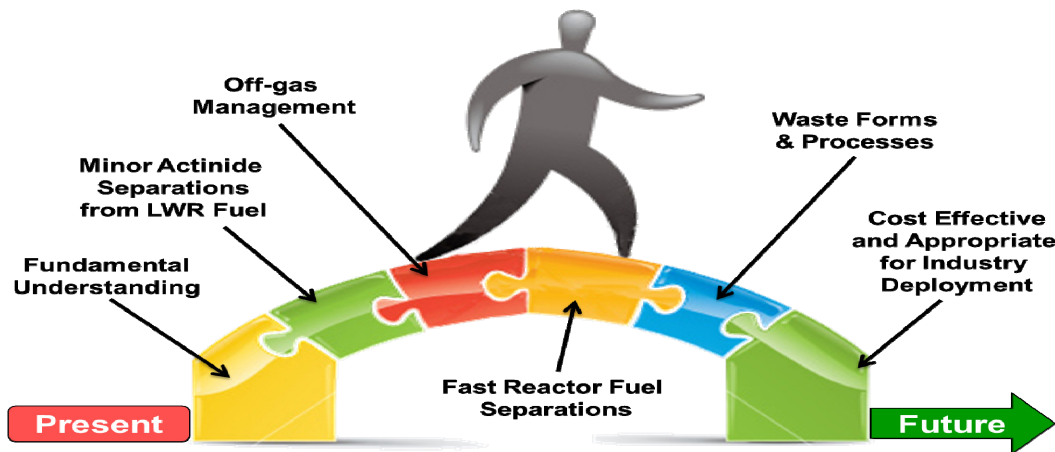 Off-gas
Management
Minor Actinide
Separations
from LWR Fuel
Fundamental
Understanding
Waste Forms
& Processes
Cost Effective
and Appropriate
for Industry
Deployment
Fast Reactor Fuel
Separations
Present
Future